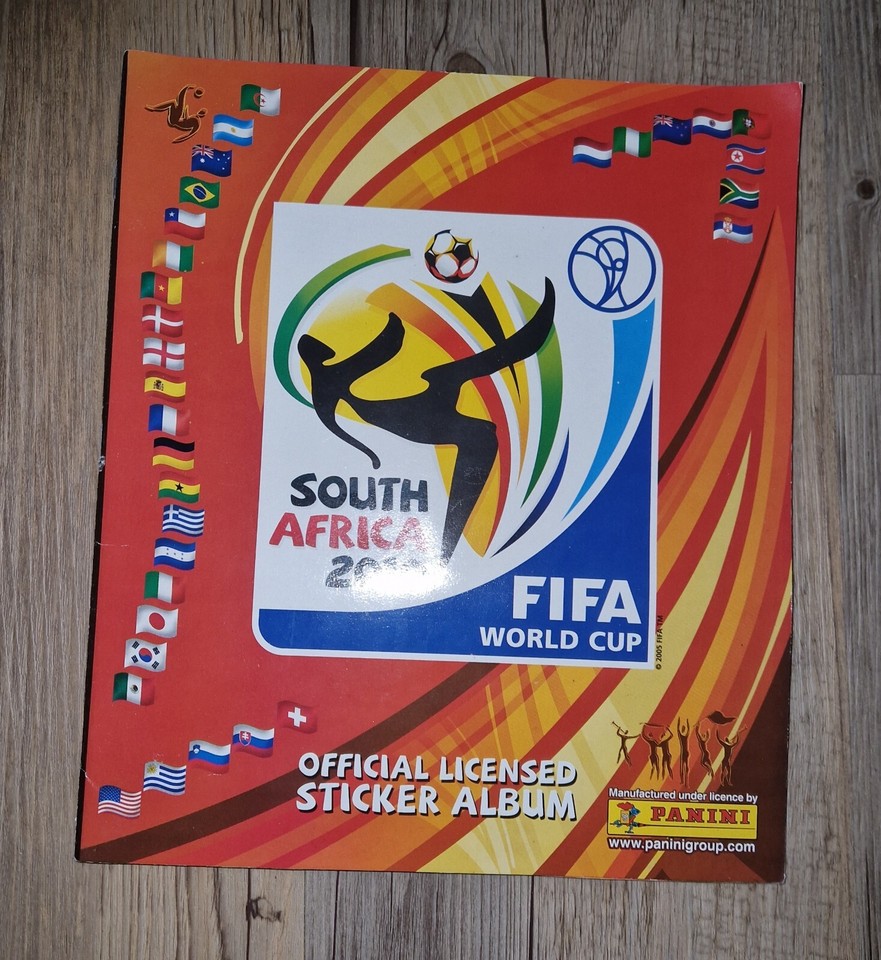 SOUTH
AFRICA
2010
FIFA
WORLD CUP
© 2005 FIFA TM
OFFICIAL LICENSED
STICKER ALBUM
Manufactured under licence by
PANINI
www.paninigroup.com